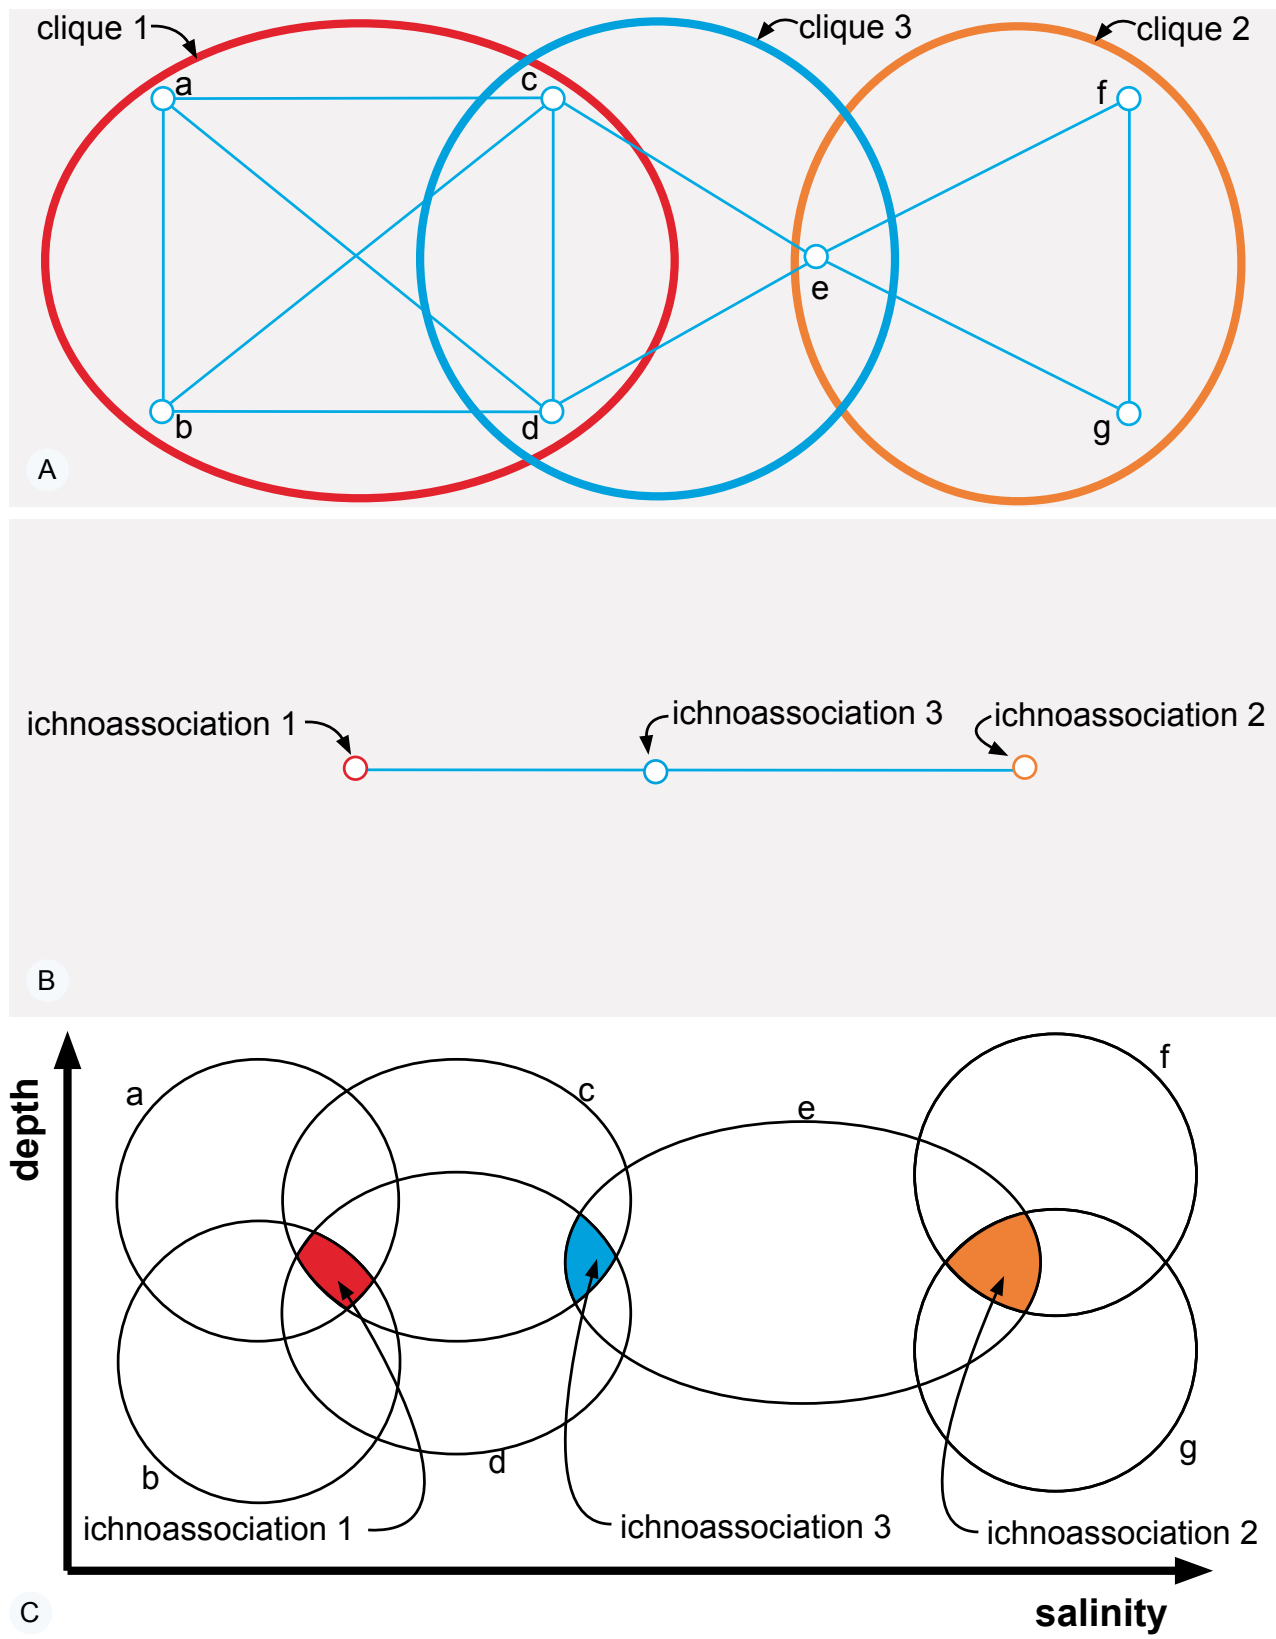 clique 1
clique 3
clique 2
a
c
f
e
b
d
g
A
ichnoassociation 1
ichnoassociation 3
ichnoassociation 2
B
depth
a
c
e
f
b
d
g
ichnoassociation 1
ichnoassociation 3
ichnoassociation 2
C
salinity